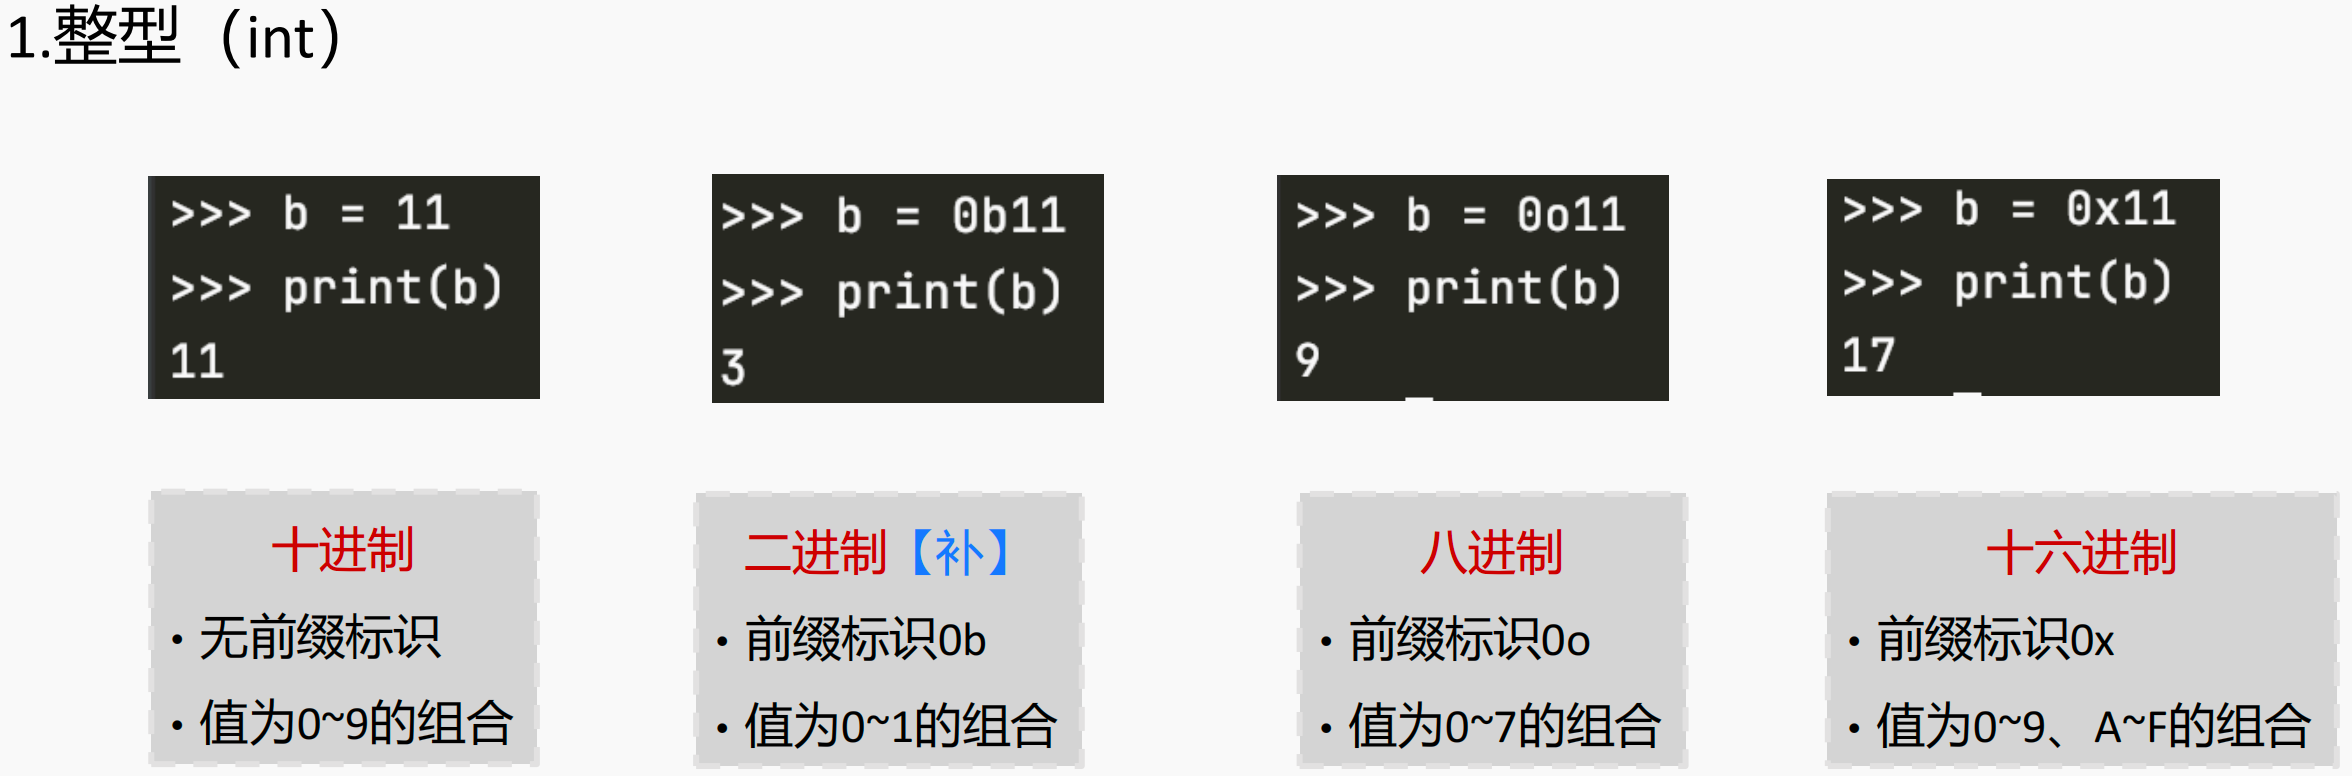 1.整型（int）
>>> b = 11
>>> print(b)
11
>>> b = 0b11
>>> print(b)
3
>>> b = 0o11
>>> print(b)
9
>>> b = 0x11
>>> print(b)
17
十进制
• 无前缀标识
• 值为0~9的组合
二进制【补】
• 前缀标识0b
• 值为0~1的组合
八进制
• 前缀标识0o
• 值为0~7的组合
十六进制
• 前缀标识0x
• 值为0~9、A~F的组合